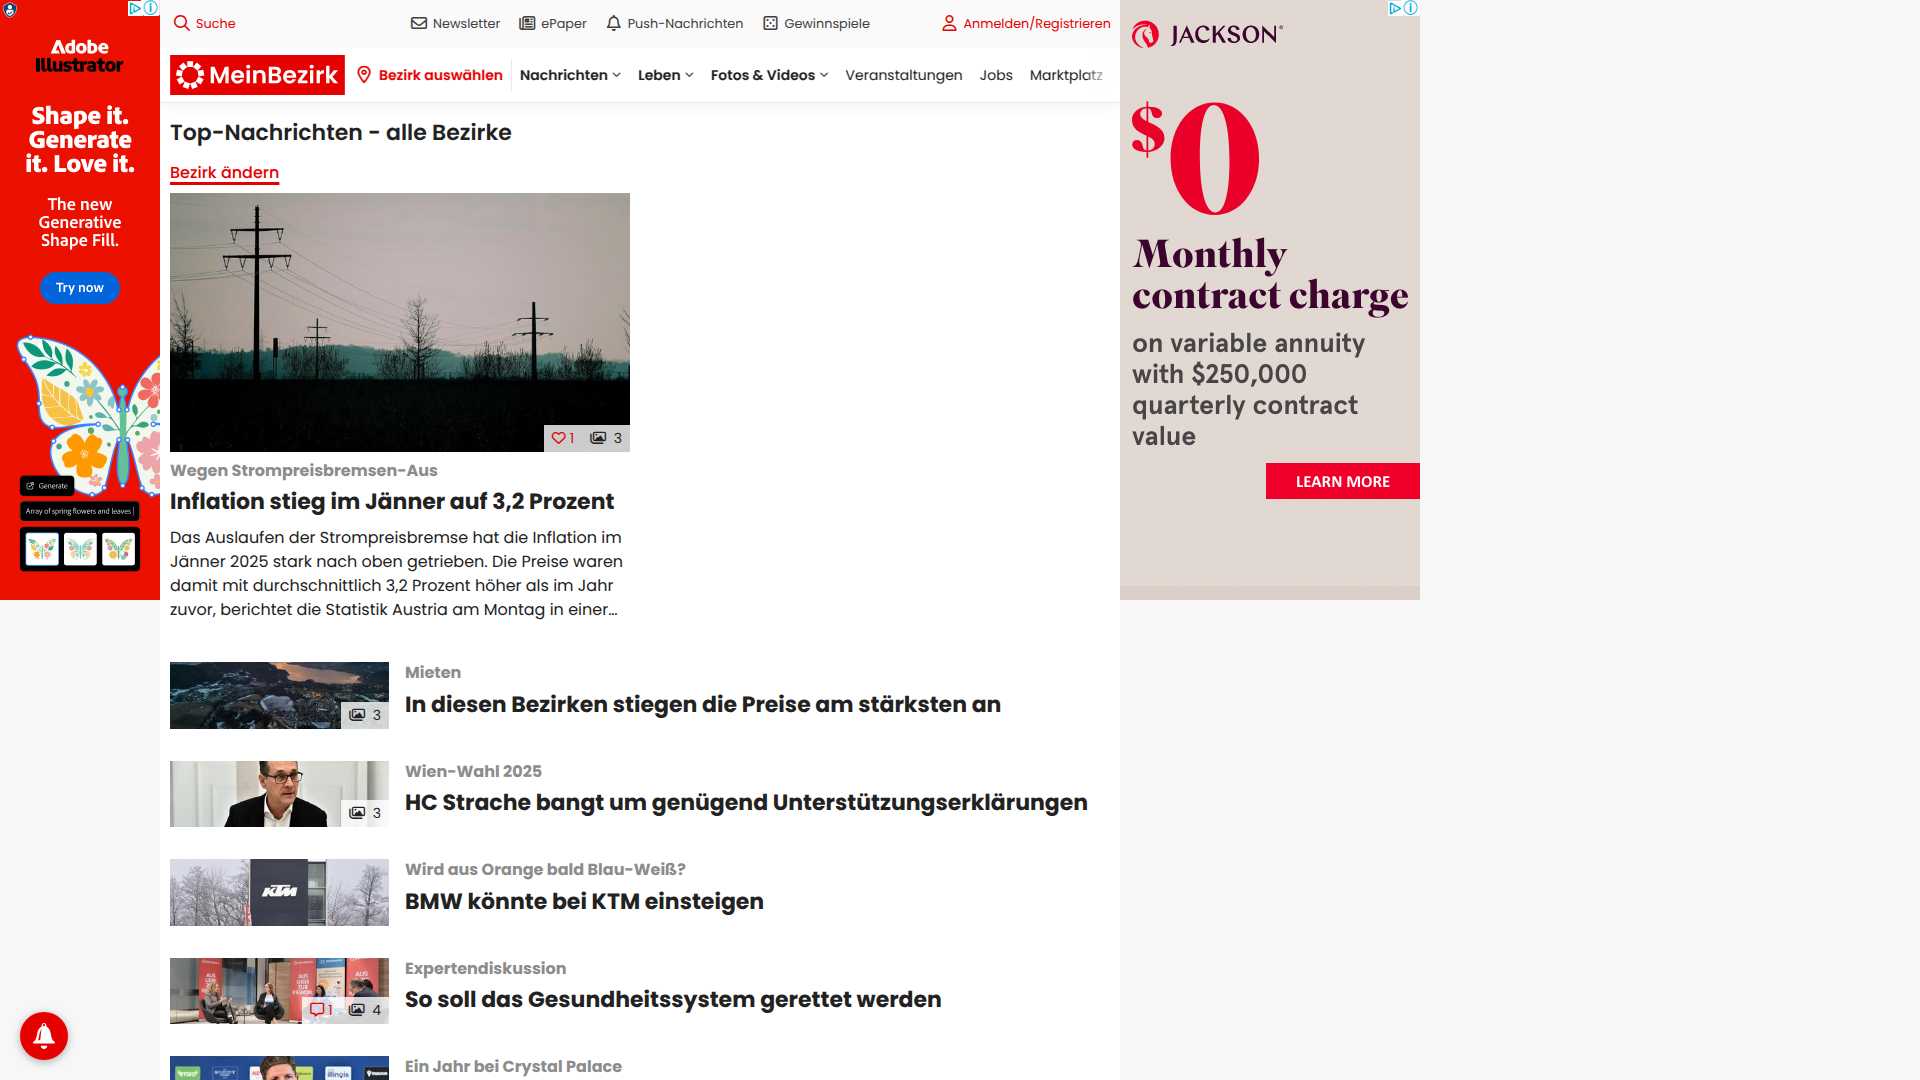 Adobe
Illustrator
Shape it.
Generate
it. Love it.
The new
Generative
Shape Fill.
Try now
Generate
Array of spring flowers and leaves
Suche
Newsletter
ePaper
Push-Nachrichten
Gewinnspiele
Anmelden/Registrieren
MeinBezirk
Bezirk auswählen
Nachrichten
Leben
Fotos & Videos
Veranstaltungen
Jobs
Marktplatz
Top-Nachrichten - alle Bezirke
Bezirk ändern
1
3
Wegen Strompreisbremsen-Aus
Inflation stieg im Jänner auf 3,2 Prozent
Das Auslaufen der Strompreisbremse hat die Inflation im
Jänner 2025 stark nach oben getrieben. Die Preise waren
damit mit durchschnittlich 3,2 Prozent höher als im Jahr
zuvor, berichtet die Statistik Austria am Montag in einer...
3
Mieten
In diesen Bezirken stiegen die Preise am stärksten an
3
Wien-Wahl 2025
HC Strache bangt um genügend Unterstützungserklärungen
KTM
Wird aus Orange bald Blau-Weiß?
BMW könnte bei KTM einsteigen
1
4
Expertendiskussion
So soll das Gesundheitssystem gerettet werden
Ein Jahr bei Crystal Palace
JACKSON®
$0
Monthly
contract charge
on variable annuity
with $250,000
quarterly contract
value
LEARN MORE